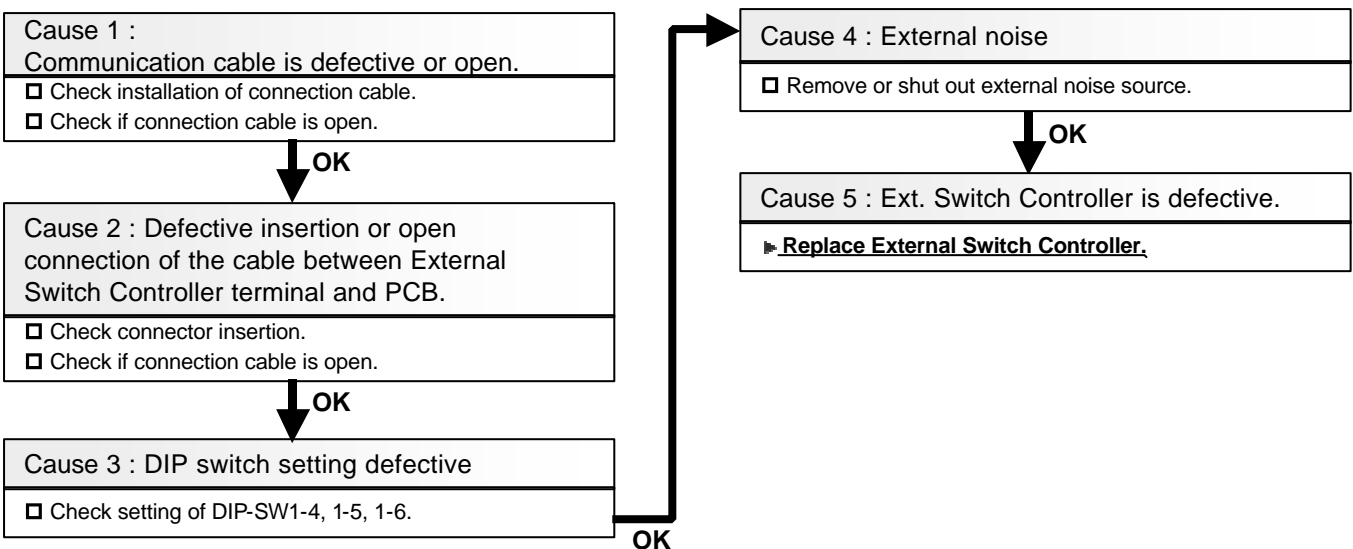 Cause 1 :
Communication cable is defective or open.
Check installation of connection cable.
Check if connection cable is open.
OK
Cause 2 : Defective insertion or open
connection of the cable between External
Switch Controller terminal and PCB.
Check connector insertion.
Check if connection cable is open.
OK
Cause 3 : DIP switch setting defective
Check setting of DIP-SW1-4, 1-5, 1-6.
OK
Cause 4 : External noise
Remove or shut out external noise source.
OK
Cause 5 : Ext. Switch Controller is defective.
Replace External Switch Controller.